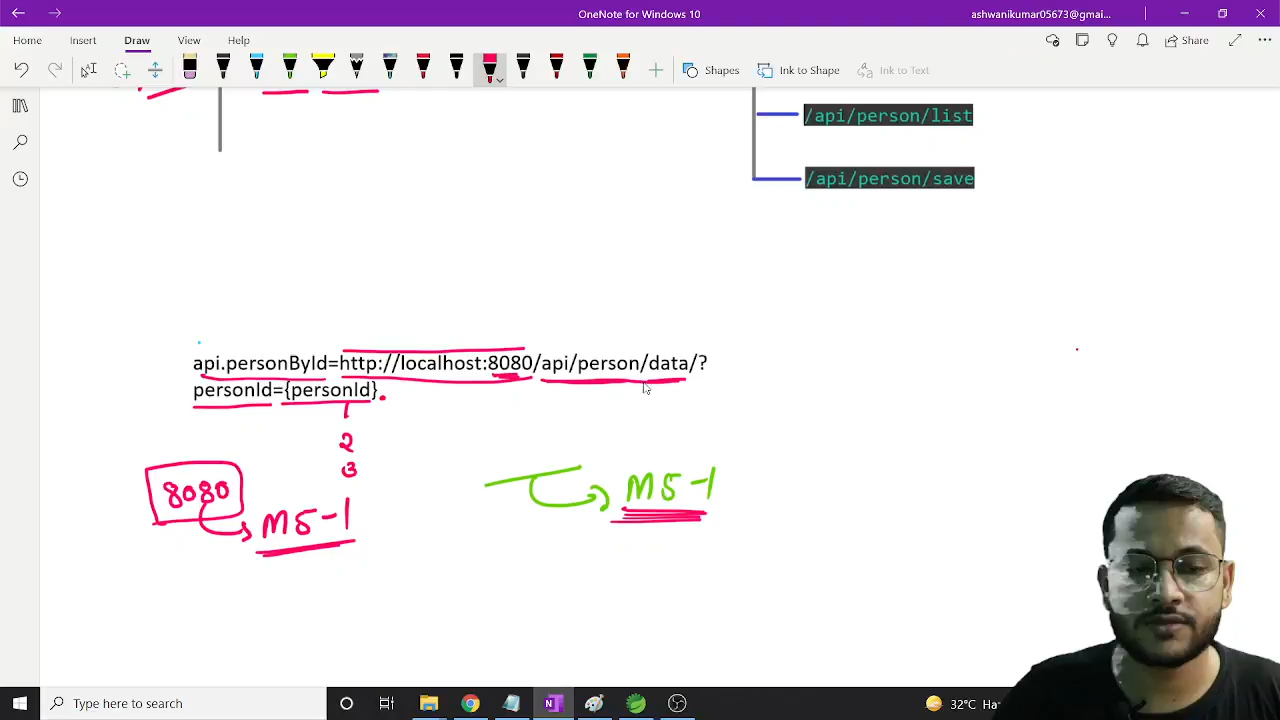 OneNote for Windows 10
ashwanikumar05673@gmai...
Home Insert Draw View Help
Share
Shapes Ink to Shape Ink to Text
/api/person/list
/api/person/save
api.personById=http://localhost:8080/api/person/data/?
personId={personId}
2
3
8080
MS-1
MS-1
Type here to search
32°C Ha